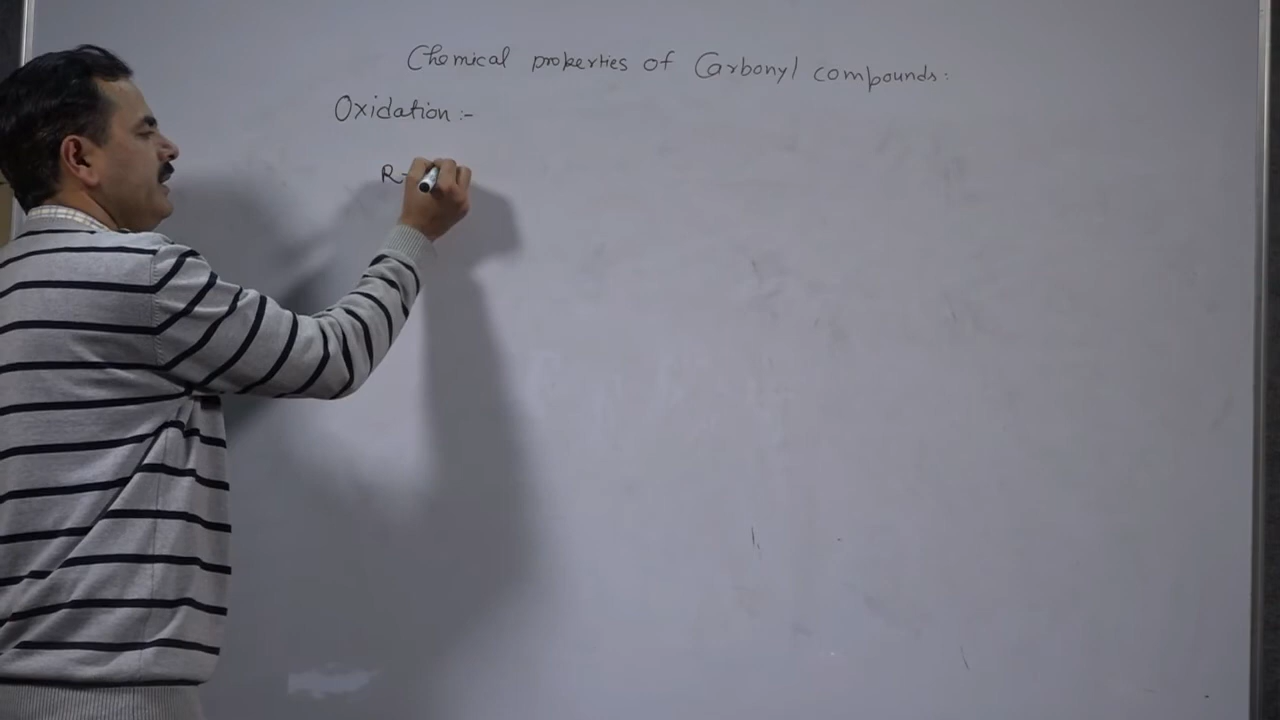 Chemical properties of Carbonyl compounds:
Oxidation :-
R-